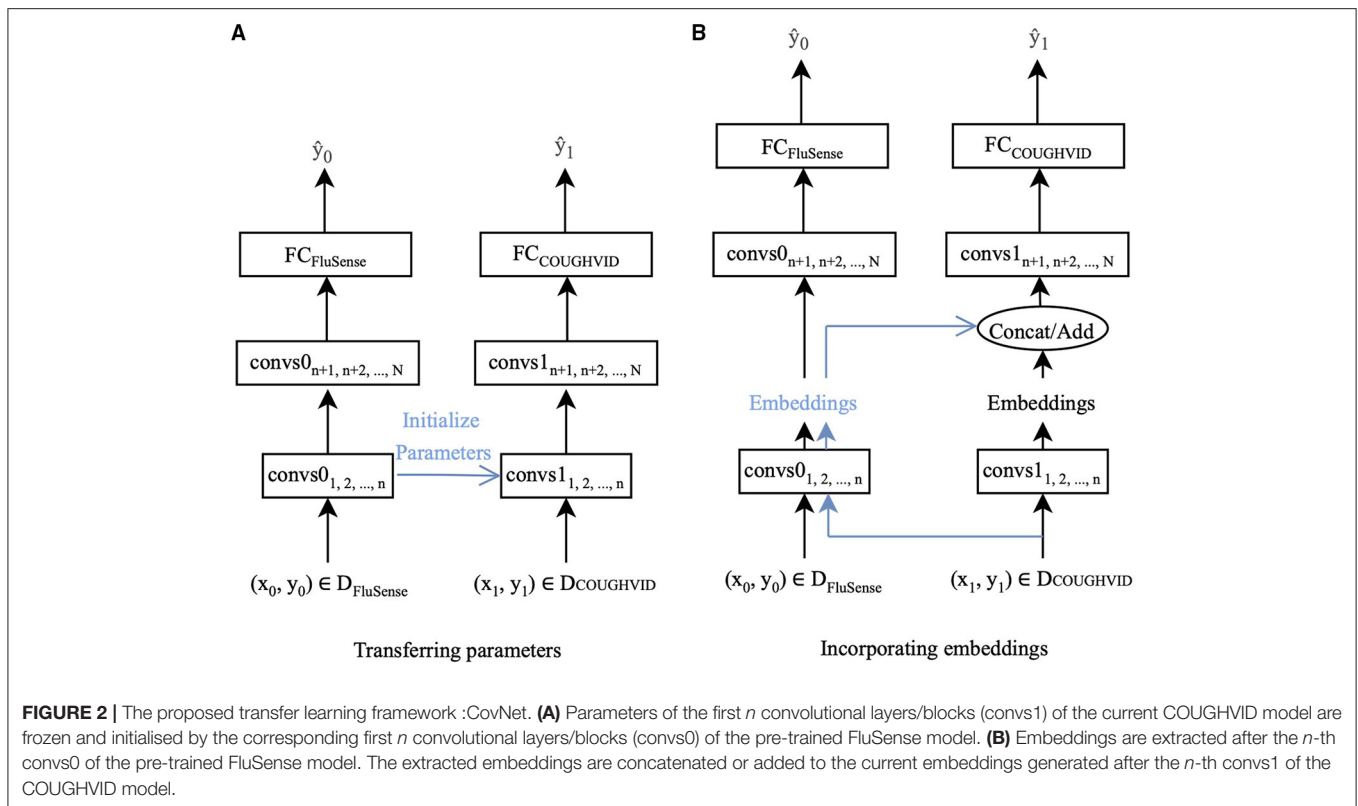 A
ŷ0
ŷ1
FCFluSense
FCCOUGHVID
convs0n+1, n+2, ..., N
convs1n+1, n+2, ..., N
Initialize
Parameters
convs01, 2, ..., n
convs11, 2, ..., n
(x0, y0) ∈ DFluSense
(x1, y1) ∈ DCOUGHVID
Transferring parameters
B
ŷ0
ŷ1
FCFluSense
FCCOUGHVID
convs0n+1, n+2, ..., N
convs1n+1, n+2, ..., N
Concat/Add
Embeddings
Embeddings
convs01, 2, ..., n
convs11, 2, ..., n
(x0, y0) ∈ DFluSense
(x1, y1) ∈ DCOUGHVID
Incorporating embeddings
FIGURE 2 | The proposed transfer learning framework :CovNet. (A) Parameters of the first n convolutional layers/blocks (convs1) of the current COUGHVID model are
frozen and initialised by the corresponding first n convolutional layers/blocks (convs0) of the pre-trained FluSense model. (B) Embeddings are extracted after the n-th
convs0 of the pre-trained FluSense model. The extracted embeddings are concatenated or added to the current embeddings generated after the n-th convs1 of the
COUGHVID model.